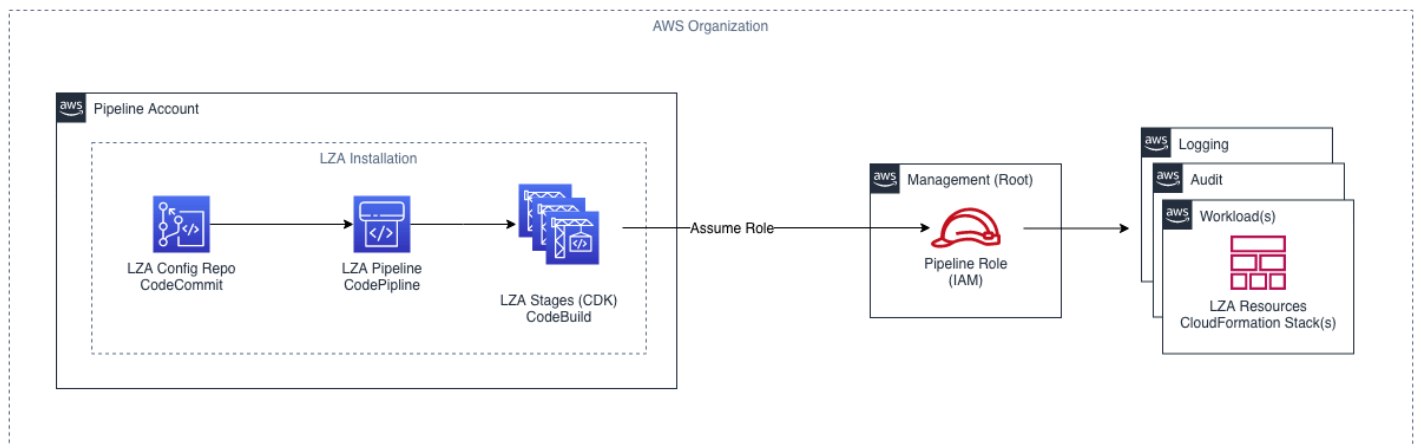 AWS Organization
aws
Pipeline Account
LZA Installation
LZA Config Repo
CodeCommit
LZA Pipeline
CodePipline
LZA Stages (CDK)
CodeBuild
Assume Role
aws
Management (Root)
Pipeline Role
(IAM)
aws
Logging
aws
Audit
aws
Workload(s)
LZA Resources
CloudFormation Stack(s)